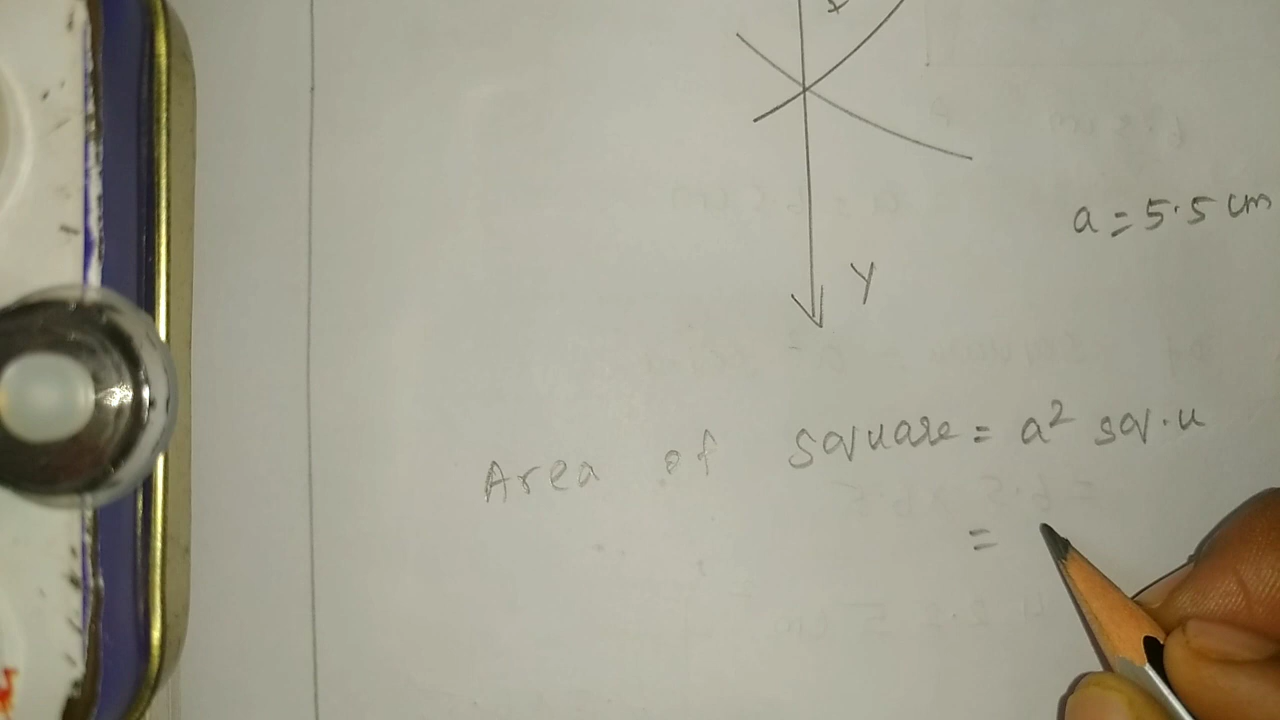 a = 5.5 cm
Y
Area of square = a² sq.u
=